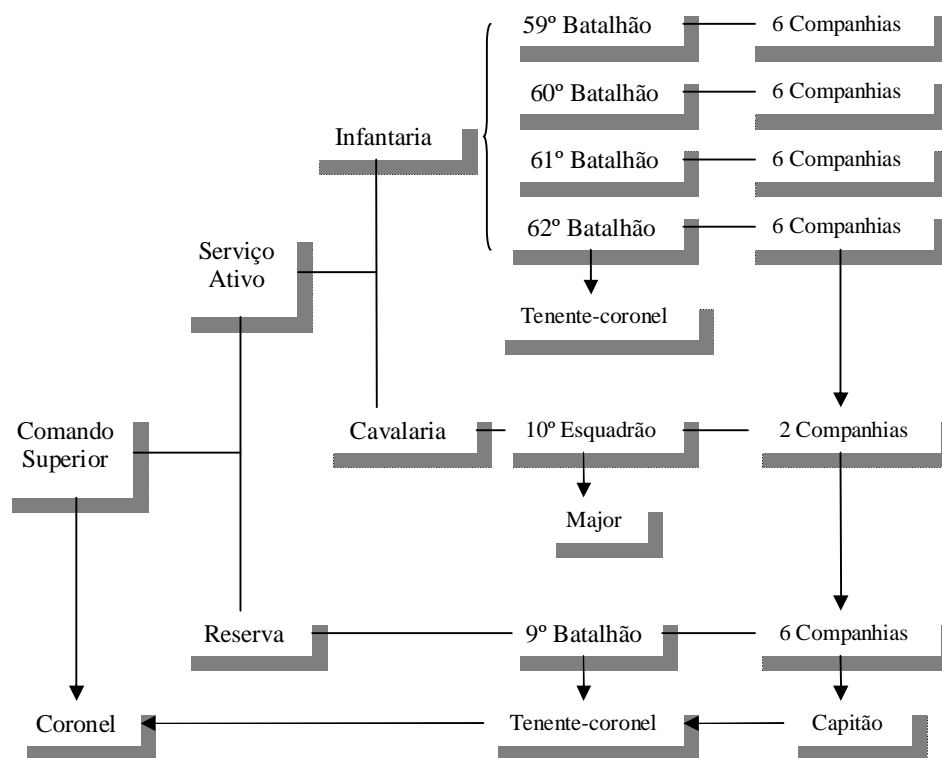 59º Batalhão
6 Companhias
60º Batalhão
6 Companhias
Infantaria
61º Batalhão
6 Companhias
62º Batalhão
6 Companhias
Serviço
Ativo
Tenente-coronel
Comando
Superior
Cavalaria
10º Esquadrão
2 Companhias
Major
Reserva
9º Batalhão
6 Companhias
Coronel
Tenente-coronel
Capitão